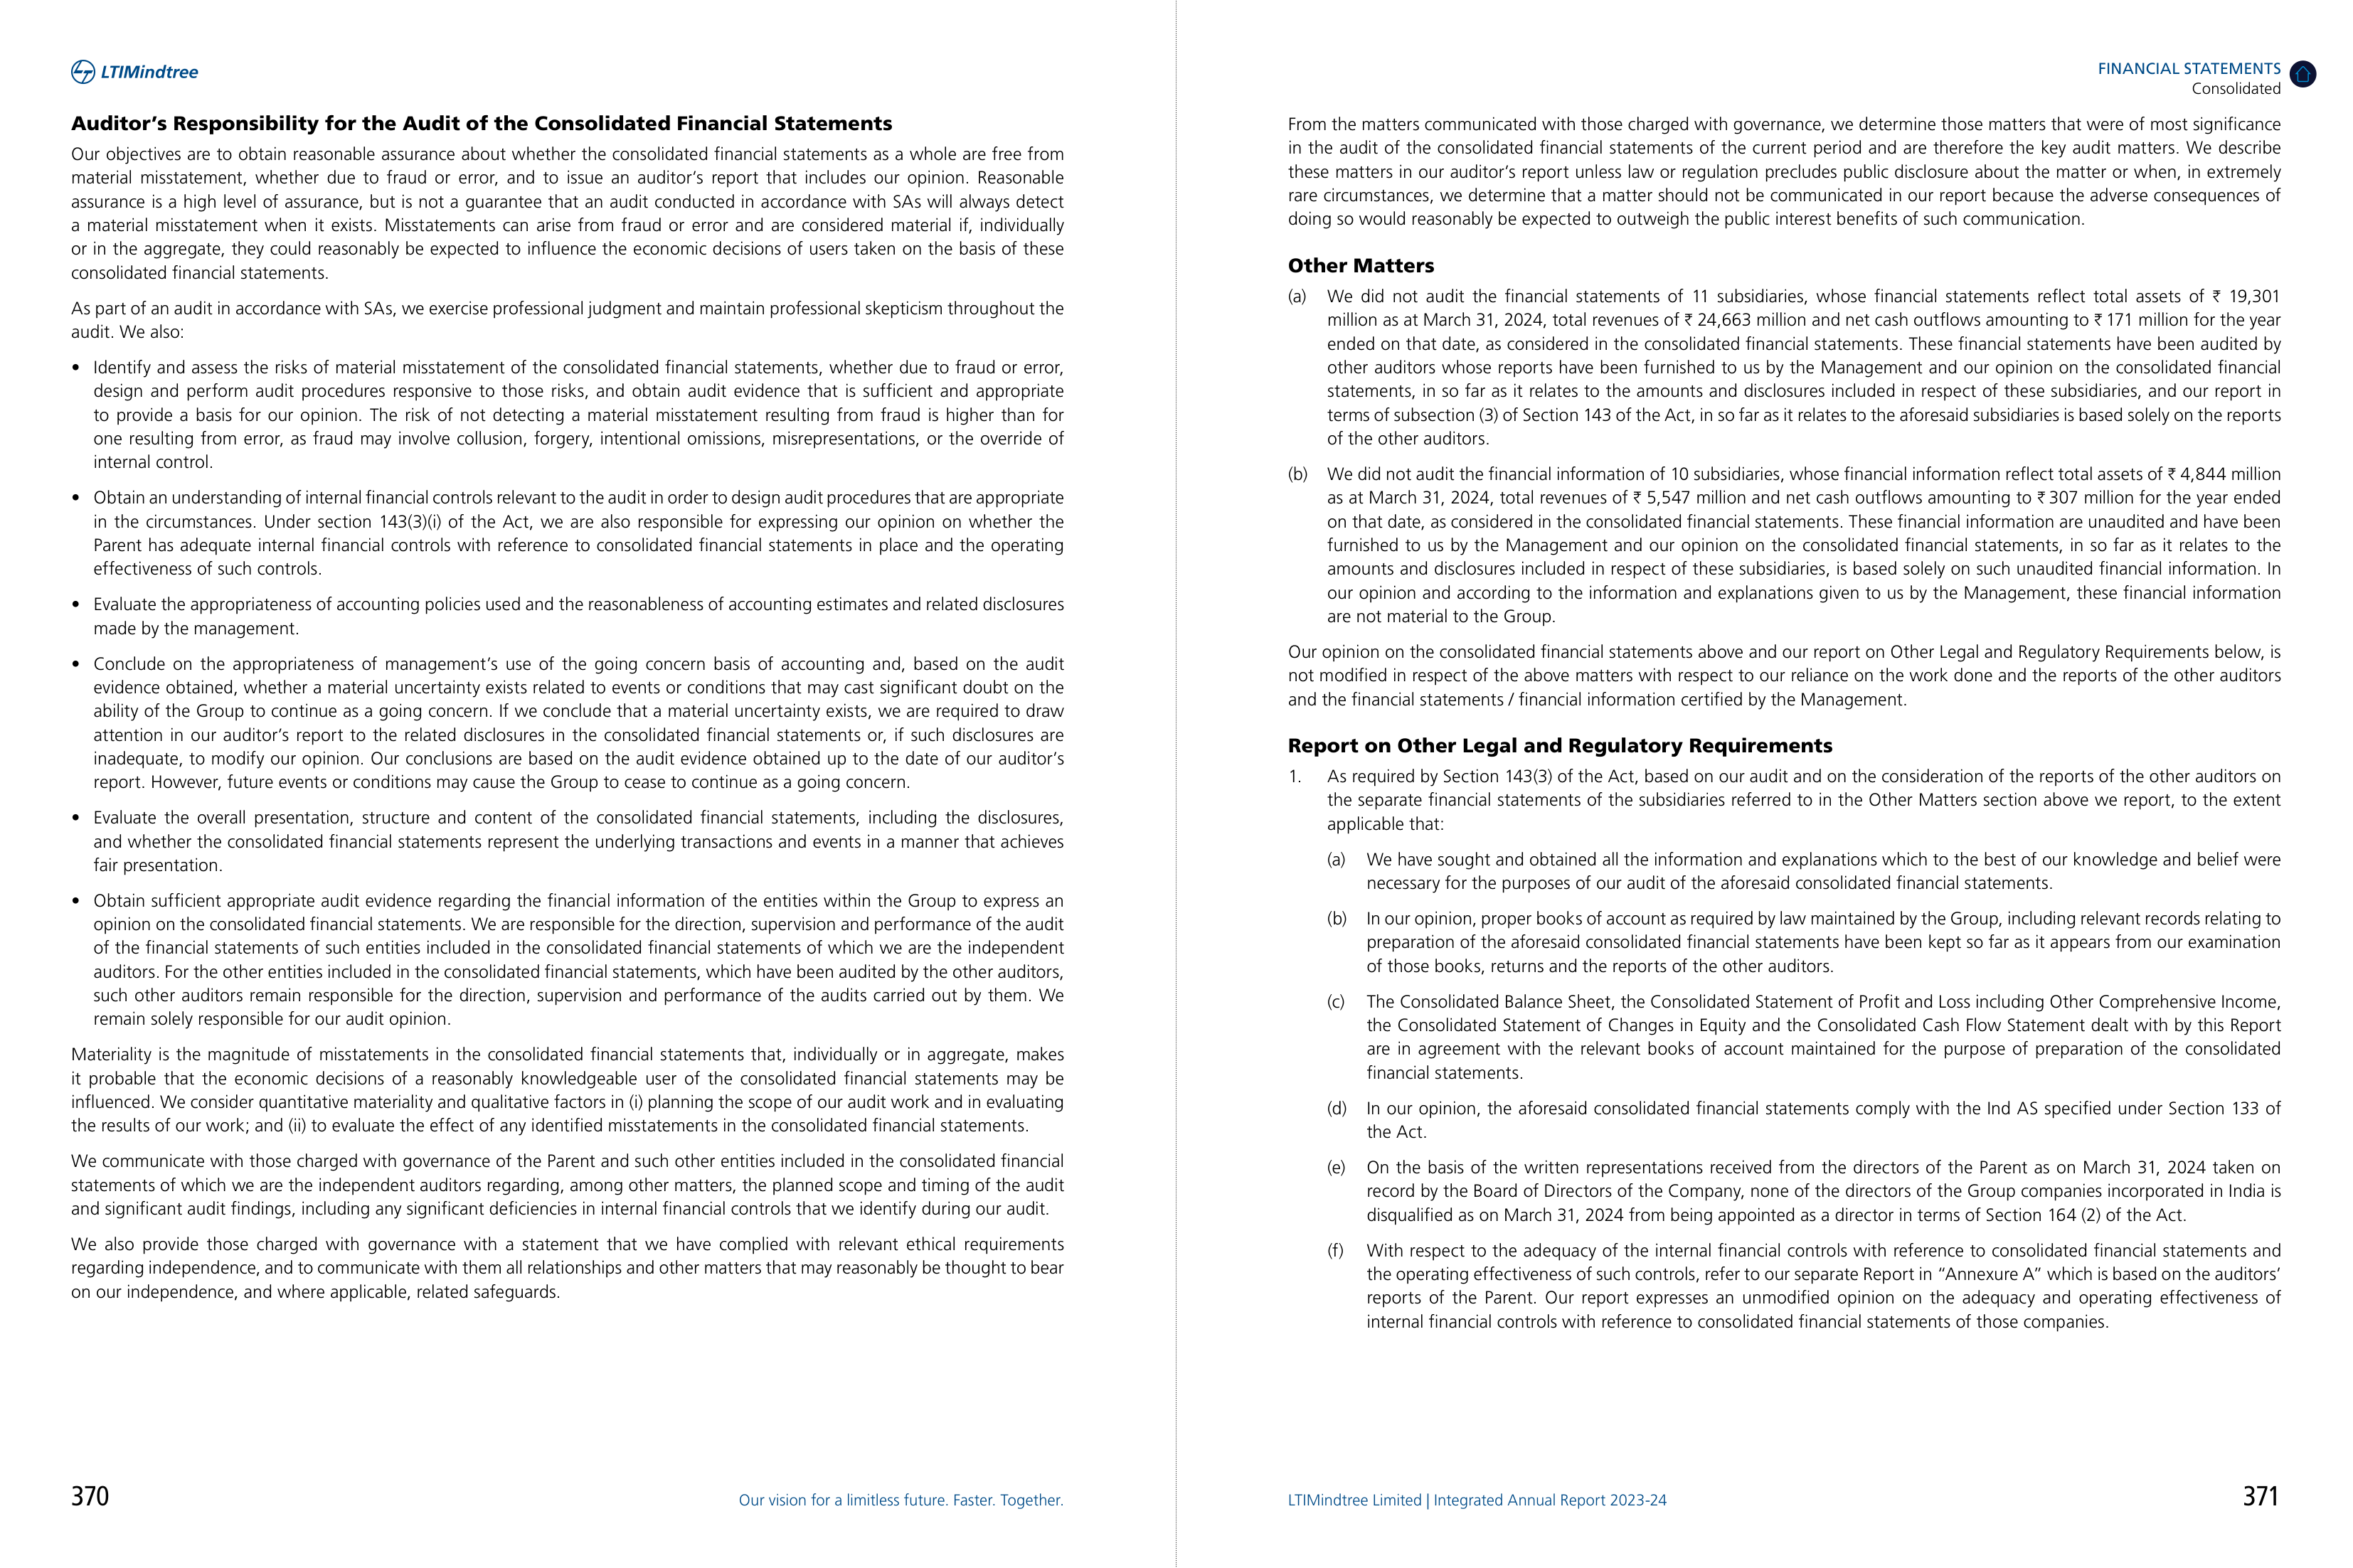 LTIMindtree
Auditor’s Responsibility for the Audit of the Consolidated Financial Statements
Our objectives are to obtain reasonable assurance about whether the consolidated financial statements as a whole are free from
material misstatement, whether due to fraud or error, and to issue an auditor’s report that includes our opinion. Reasonable
assurance is a high level of assurance, but is not a guarantee that an audit conducted in accordance with SAs will always detect
a material misstatement when it exists. Misstatements can arise from fraud or error and are considered material if, individually
or in the aggregate, they could reasonably be expected to influence the economic decisions of users taken on the basis of these
consolidated financial statements.
As part of an audit in accordance with SAs, we exercise professional judgment and maintain professional skepticism throughout the
audit. We also:
• Identify and assess the risks of material misstatement of the consolidated financial statements, whether due to fraud or error,
design and perform audit procedures responsive to those risks, and obtain audit evidence that is sufficient and appropriate
to provide a basis for our opinion. The risk of not detecting a material misstatement resulting from fraud is higher than for
one resulting from error, as fraud may involve collusion, forgery, intentional omissions, misrepresentations, or the override of
internal control.
• Obtain an understanding of internal financial controls relevant to the audit in order to design audit procedures that are appropriate
in the circumstances. Under section 143(3)(i) of the Act, we are also responsible for expressing our opinion on whether the
Parent has adequate internal financial controls with reference to consolidated financial statements in place and the operating
effectiveness of such controls.
• Evaluate the appropriateness of accounting policies used and the reasonableness of accounting estimates and related disclosures
made by the management.
• Conclude on the appropriateness of management’s use of the going concern basis of accounting and, based on the audit
evidence obtained, whether a material uncertainty exists related to events or conditions that may cast significant doubt on the
ability of the Group to continue as a going concern. If we conclude that a material uncertainty exists, we are required to draw
attention in our auditor’s report to the related disclosures in the consolidated financial statements or, if such disclosures are
inadequate, to modify our opinion. Our conclusions are based on the audit evidence obtained up to the date of our auditor’s
report. However, future events or conditions may cause the Group to cease to continue as a going concern.
• Evaluate the overall presentation, structure and content of the consolidated financial statements, including the disclosures,
and whether the consolidated financial statements represent the underlying transactions and events in a manner that achieves
fair presentation.
• Obtain sufficient appropriate audit evidence regarding the financial information of the entities within the Group to express an
opinion on the consolidated financial statements. We are responsible for the direction, supervision and performance of the audit
of the financial statements of such entities included in the consolidated financial statements of which we are the independent
auditors. For the other entities included in the consolidated financial statements, which have been audited by the other auditors,
such other auditors remain responsible for the direction, supervision and performance of the audits carried out by them. We
remain solely responsible for our audit opinion.
Materiality is the magnitude of misstatements in the consolidated financial statements that, individually or in aggregate, makes
it probable that the economic decisions of a reasonably knowledgeable user of the consolidated financial statements may be
influenced. We consider quantitative materiality and qualitative factors in (i) planning the scope of our audit work and in evaluating
the results of our work; and (ii) to evaluate the effect of any identified misstatements in the consolidated financial statements.
We communicate with those charged with governance of the Parent and such other entities included in the consolidated financial
statements of which we are the independent auditors regarding, among other matters, the planned scope and timing of the audit
and significant audit findings, including any significant deficiencies in internal financial controls that we identify during our audit.
We also provide those charged with governance with a statement that we have complied with relevant ethical requirements
regarding independence, and to communicate with them all relationships and other matters that may reasonably be thought to bear
on our independence, and where applicable, related safeguards.
370
Our vision for a limitless future. Faster. Together.
FINANCIAL STATEMENTS
Consolidated
From the matters communicated with those charged with governance, we determine those matters that were of most significance
in the audit of the consolidated financial statements of the current period and are therefore the key audit matters. We describe
these matters in our auditor’s report unless law or regulation precludes public disclosure about the matter or when, in extremely
rare circumstances, we determine that a matter should not be communicated in our report because the adverse consequences of
doing so would reasonably be expected to outweigh the public interest benefits of such communication.
Other Matters
(a) We did not audit the financial statements of 11 subsidiaries, whose financial statements reflect total assets of ₹ 19,301
million as at March 31, 2024, total revenues of ₹ 24,663 million and net cash outflows amounting to ₹ 171 million for the year
ended on that date, as considered in the consolidated financial statements. These financial statements have been audited by
other auditors whose reports have been furnished to us by the Management and our opinion on the consolidated financial
statements, in so far as it relates to the amounts and disclosures included in respect of these subsidiaries, and our report in
terms of subsection (3) of Section 143 of the Act, in so far as it relates to the aforesaid subsidiaries is based solely on the reports
of the other auditors.
(b) We did not audit the financial information of 10 subsidiaries, whose financial information reflect total assets of ₹ 4,844 million
as at March 31, 2024, total revenues of ₹ 5,547 million and net cash outflows amounting to ₹ 307 million for the year ended
on that date, as considered in the consolidated financial statements. These financial information are unaudited and have been
furnished to us by the Management and our opinion on the consolidated financial statements, in so far as it relates to the
amounts and disclosures included in respect of these subsidiaries, is based solely on such unaudited financial information. In
our opinion and according to the information and explanations given to us by the Management, these financial information
are not material to the Group.
Our opinion on the consolidated financial statements above and our report on Other Legal and Regulatory Requirements below, is
not modified in respect of the above matters with respect to our reliance on the work done and the reports of the other auditors
and the financial statements / financial information certified by the Management.
Report on Other Legal and Regulatory Requirements
1. As required by Section 143(3) of the Act, based on our audit and on the consideration of the reports of the other auditors on
the separate financial statements of the subsidiaries referred to in the Other Matters section above we report, to the extent
applicable that:
(a) We have sought and obtained all the information and explanations which to the best of our knowledge and belief were
necessary for the purposes of our audit of the aforesaid consolidated financial statements.
(b) In our opinion, proper books of account as required by law maintained by the Group, including relevant records relating to
preparation of the aforesaid consolidated financial statements have been kept so far as it appears from our examination
of those books, returns and the reports of the other auditors.
(c) The Consolidated Balance Sheet, the Consolidated Statement of Profit and Loss including Other Comprehensive Income,
the Consolidated Statement of Changes in Equity and the Consolidated Cash Flow Statement dealt with by this Report
are in agreement with the relevant books of account maintained for the purpose of preparation of the consolidated
financial statements.
(d) In our opinion, the aforesaid consolidated financial statements comply with the Ind AS specified under Section 133 of
the Act.
(e) On the basis of the written representations received from the directors of the Parent as on March 31, 2024 taken on
record by the Board of Directors of the Company, none of the directors of the Group companies incorporated in India is
disqualified as on March 31, 2024 from being appointed as a director in terms of Section 164 (2) of the Act.
(f) With respect to the adequacy of the internal financial controls with reference to consolidated financial statements and
the operating effectiveness of such controls, refer to our separate Report in “Annexure A” which is based on the auditors’
reports of the Parent. Our report expresses an unmodified opinion on the adequacy and operating effectiveness of
internal financial controls with reference to consolidated financial statements of those companies.
LTIMindtree Limited | Integrated Annual Report 2023-24
371